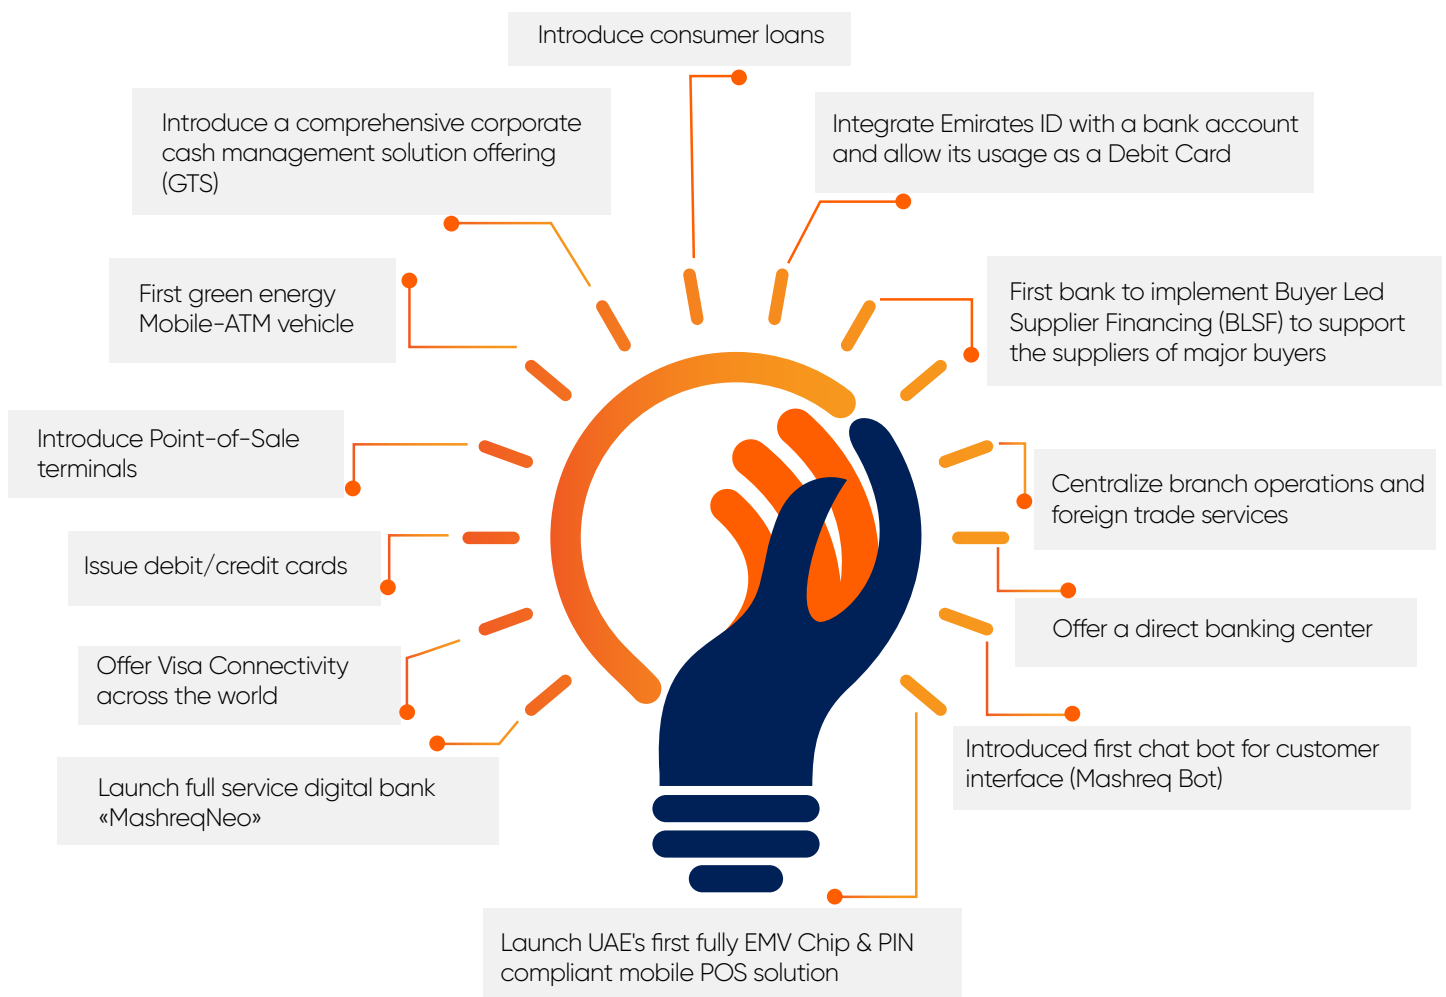 Introduce consumer loans
Introduce a comprehensive corporate
cash management solution offering
(GTS)
Integrate Emirates ID with a bank account
and allow its usage as a Debit Card
First green energy
Mobile-ATM vehicle
First bank to implement Buyer Led
Supplier Financing (BLSF) to support
the suppliers of major buyers
Introduce Point-of-Sale
terminals
Centralize branch operations and
foreign trade services
Issue debit/credit cards
Offer a direct banking center
Offer Visa Connectivity
across the world
Introduced first chat bot for customer
interface (Mashreq Bot)
Launch full service digital bank
«MashreqNeo»
Launch UAE's first fully EMV Chip & PIN
compliant mobile POS solution